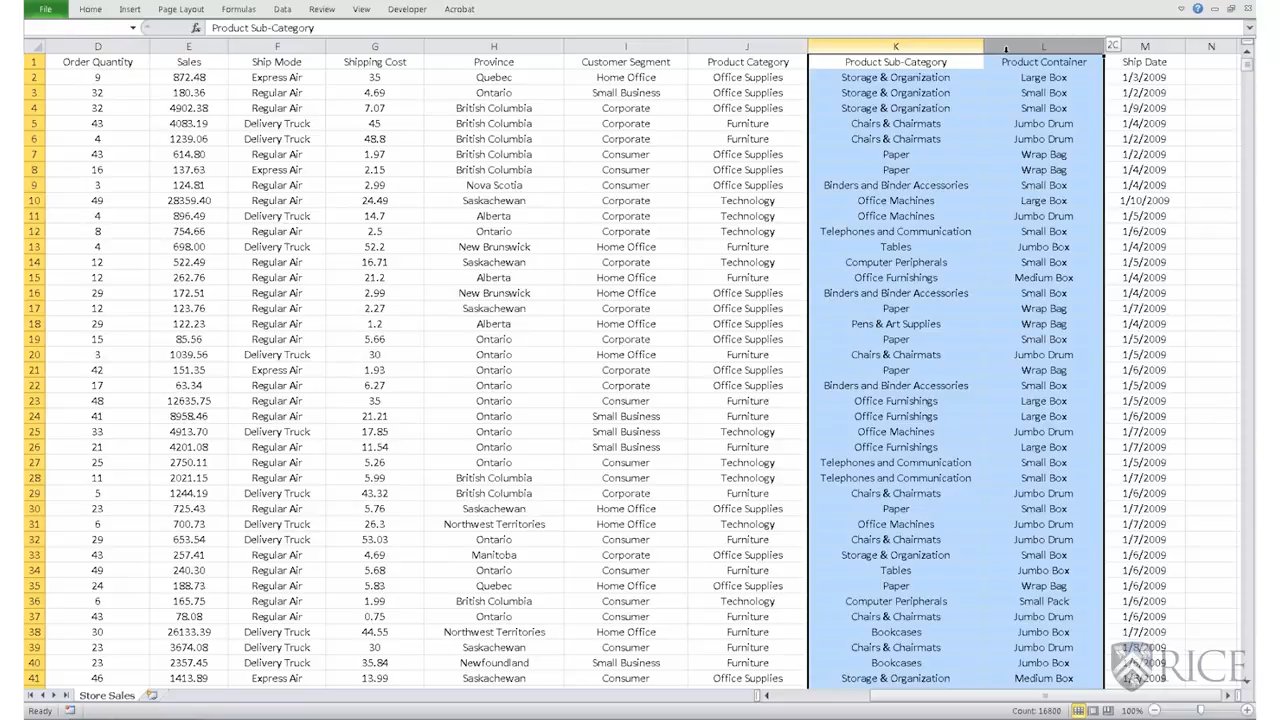 File Home Insert Page Layout Formulas Data Review View Developer Acrobat
fx Product Sub-Category
D E F G H I J K L 2C M N
1 Order Quantity Sales Ship Mode Shipping Cost Province Customer Segment Product Category Product Sub-Category Product Container Ship Date
2 9 872.48 Express Air 35 Quebec Home Office Office Supplies Storage & Organization Large Box 1/3/2009
3 32 180.36 Regular Air 4.69 Ontario Small Business Office Supplies Storage & Organization Small Box 1/2/2009
4 32 4902.38 Regular Air 7.07 British Columbia Corporate Office Supplies Storage & Organization Small Box 1/9/2009
5 43 4083.19 Delivery Truck 45 British Columbia Corporate Furniture Chairs & Chairmats Jumbo Drum 1/4/2009
6 4 1239.06 Delivery Truck 48.8 British Columbia Corporate Furniture Chairs & Chairmats Jumbo Drum 1/2/2009
7 43 614.80 Regular Air 1.97 British Columbia Consumer Office Supplies Paper Wrap Bag 1/2/2009
8 16 137.63 Express Air 2.15 British Columbia Consumer Office Supplies Paper Wrap Bag 1/4/2009
9 3 124.81 Regular Air 2.99 Nova Scotia Consumer Office Supplies Binders and Binder Accessories Small Box 1/4/2009
10 49 28359.40 Regular Air 24.49 Saskachewan Corporate Technology Office Machines Large Box 1/10/2009
11 4 896.49 Delivery Truck 14.7 Alberta Corporate Technology Office Machines Jumbo Drum 1/5/2009
12 8 754.66 Regular Air 2.5 Ontario Corporate Technology Telephones and Communication Small Box 1/5/2009
13 4 698.00 Delivery Truck 52.2 New Brunswick Home Office Furniture Tables Jumbo Box 1/4/2009
14 12 522.49 Regular Air 16.71 Saskachewan Corporate Technology Computer Peripherals Small Box 1/5/2009
15 12 262.76 Regular Air 21.2 Alberta Home Office Furniture Office Furnishings Medium Box 1/4/2009
16 29 172.51 Regular Air 2.99 New Brunswick Home Office Office Supplies Binders and Binder Accessories Small Box 1/4/2009
17 12 123.76 Regular Air 2.27 Saskachewan Corporate Office Supplies Paper Wrap Bag 1/7/2009
18 29 122.23 Regular Air 1.2 Alberta Home Office Office Supplies Pens & Art Supplies Wrap Bag 1/4/2009
19 15 85.56 Regular Air 5.66 Ontario Corporate Office Supplies Paper Small Box 1/5/2009
20 3 1039.56 Delivery Truck 30 Ontario Home Office Furniture Chairs & Chairmats Jumbo Drum 1/6/2009
21 42 151.35 Express Air 1.93 Ontario Consumer Office Supplies Paper Wrap Bag 1/6/2009
22 17 63.34 Regular Air 6.27 Ontario Corporate Office Supplies Binders and Binder Accessories Small Box 1/5/2009
23 48 12635.75 Regular Air 35 Ontario Consumer Furniture Office Furnishings Large Box 1/5/2009
24 41 8958.46 Regular Air 21.21 Ontario Small Business Furniture Office Furnishings Large Box 1/6/2009
25 33 4913.70 Delivery Truck 17.85 Ontario Small Business Technology Office Machines Jumbo Drum 1/7/2009
26 21 4201.08 Regular Air 11.54 Ontario Small Business Furniture Office Furnishings Large Box 1/7/2009
27 25 2750.11 Regular Air 5.26 Ontario Consumer Technology Telephones and Communication Small Box 1/5/2009
28 11 2021.15 Regular Air 5.99 British Columbia Consumer Technology Telephones and Communication Small Box 1/6/2009
29 5 1244.19 Delivery Truck 43.32 British Columbia Corporate Furniture Chairs & Chairmats Jumbo Drum 1/6/2009
30 23 725.43 Regular Air 5.76 Saskachewan Corporate Office Supplies Paper Small Box 1/7/2009
31 6 700.73 Delivery Truck 26.3 Northwest Territories Home Office Technology Office Machines Jumbo Drum 1/7/2009
32 29 653.54 Delivery Truck 53.03 Ontario Consumer Furniture Chairs & Chairmats Jumbo Drum 1/7/2009
33 43 257.41 Regular Air 4.69 Manitoba Corporate Office Supplies Storage & Organization Small Box 1/6/2009
34 49 240.30 Regular Air 5.68 Ontario Consumer Furniture Tables Jumbo Box 1/6/2009
35 24 188.73 Regular Air 5.83 Quebec Home Office Office Supplies Paper Wrap Bag 1/6/2009
36 6 165.75 Regular Air 1.99 British Columbia Consumer Technology Computer Peripherals Small Pack 1/6/2009
37 43 78.08 Regular Air 0.75 Ontario Consumer Furniture Chairs & Chairmats Jumbo Drum 1/6/2009
38 30 26133.39 Delivery Truck 44.55 Northwest Territories Home Office Furniture Bookcases Jumbo Box 1/7/2009
39 23 3674.08 Delivery Truck 30 Saskachewan Consumer Furniture Chairs & Chairmats Jumbo Drum
40 23 2357.45 Delivery Truck 35.84 Newfoundland Small Business Furniture Bookcases Jumbo Box
41 46 1413.89 Express Air 13.99 Saskachewan Consumer Office Supplies Storage & Organization Medium Box
RICE
Store Sales
Ready Count: 16800 100%